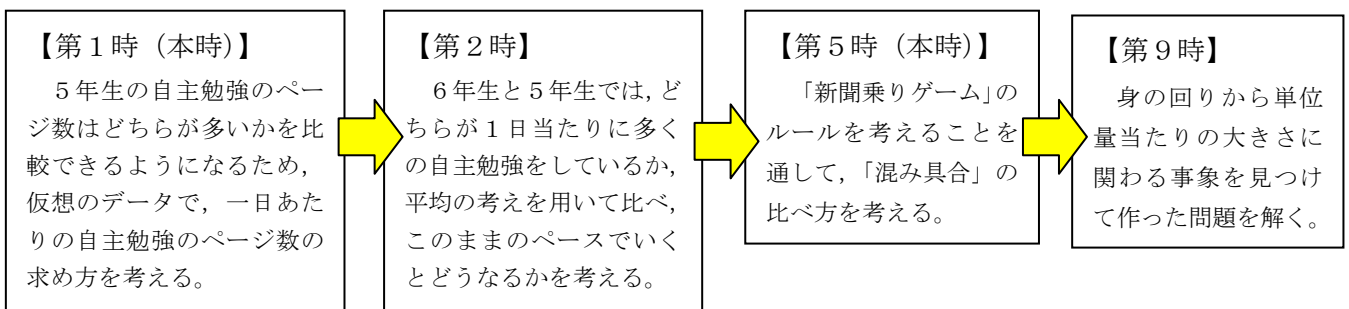 【第1時（本時）】
5年生の自主勉強のペー
ジ数はどちらが多いかを比
較できるようになるため，
仮想のデータで，一日あた
りの自主勉強のページ数の
求め方を考える。
【第２時】
６年生と５年生では，ど
ちらが１日当たりに多く
の自主勉強をしているか，
平均の考えを用いて比べ，
このままのペースでいく
とどうなるかを考える。
【第５時（本時）】
「新聞乗りゲーム」の
ルールを考えることを
通して，「混み具合」の
比べ方を考える。
【第９時】
身の回りから単位
量当たりの大きさに
関わる事象を見つけ
て作った問題を解く。